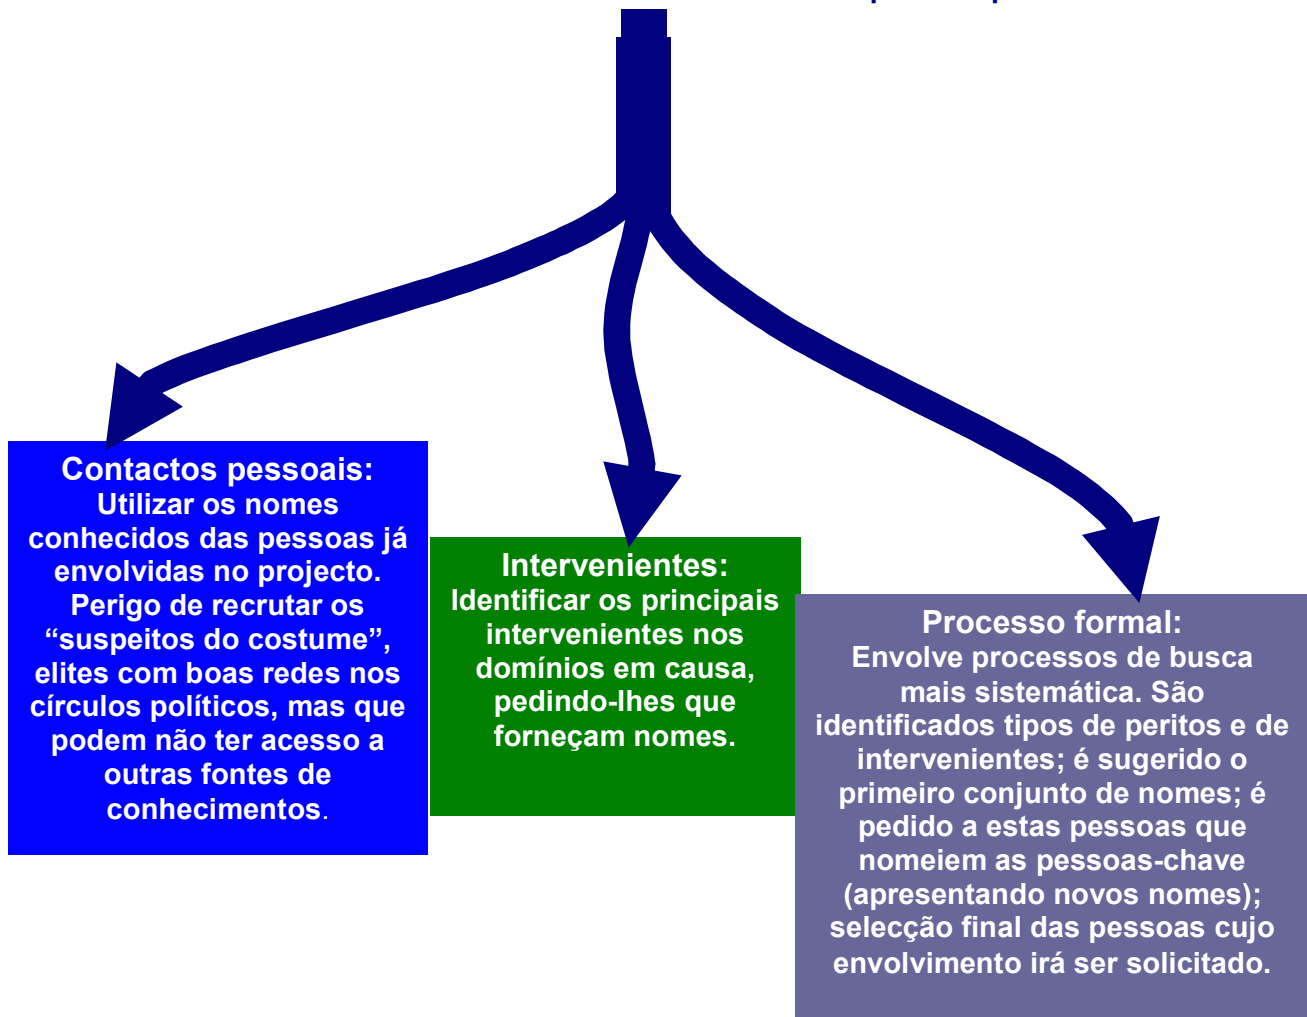 Contactos pessoais:
Utilizar os nomes
conhecidos das pessoas já
envolvidas no projecto.
Perigo de recrutar os
“suspeitos do costume”,
elites com boas redes nos
círculos políticos, mas que
podem não ter acesso a
outras fontes de
conhecimentos.
Intervenientes:
Identificar os principais
intervenientes nos
domínios em causa,
pedindo-lhes que
forneçam nomes.
Processo formal:
Envolve processos de busca
mais sistemática. São
identificados tipos de peritos e de
intervenientes; é sugerido o
primeiro conjunto de nomes; é
pedido a estas pessoas que
nomeiem as pessoas-chave
(apresentando novos nomes);
selecção final das pessoas cujo
envolvimento irá ser solicitado.